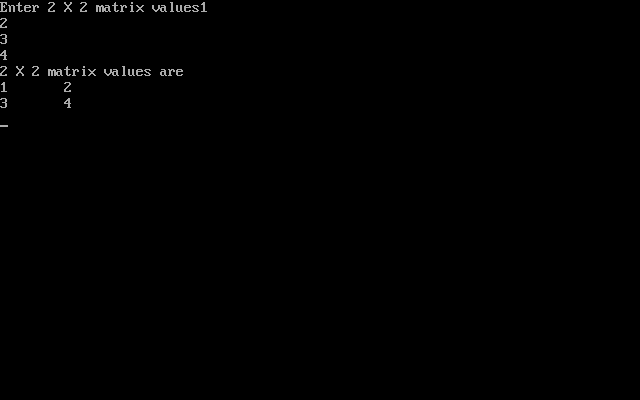 Enter 2 X 2 matrix values1
2
3
4
2 X 2 matrix values are
1       2
3       4